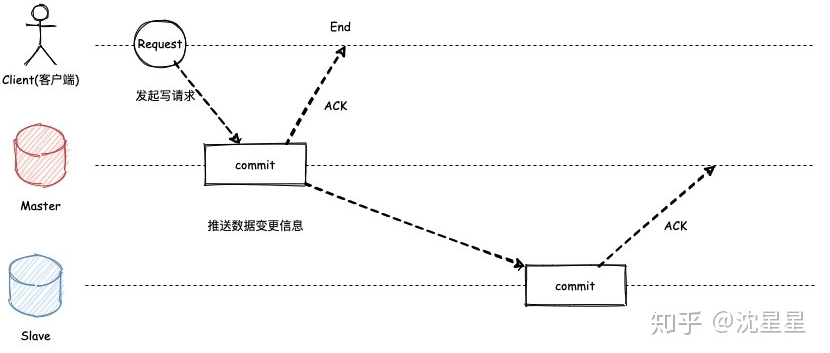 End
Request
Client(客户端)
发起写请求
ACK
commit
Master
推送数据变更信息
ACK
commit
Slave
知乎 @沈星星